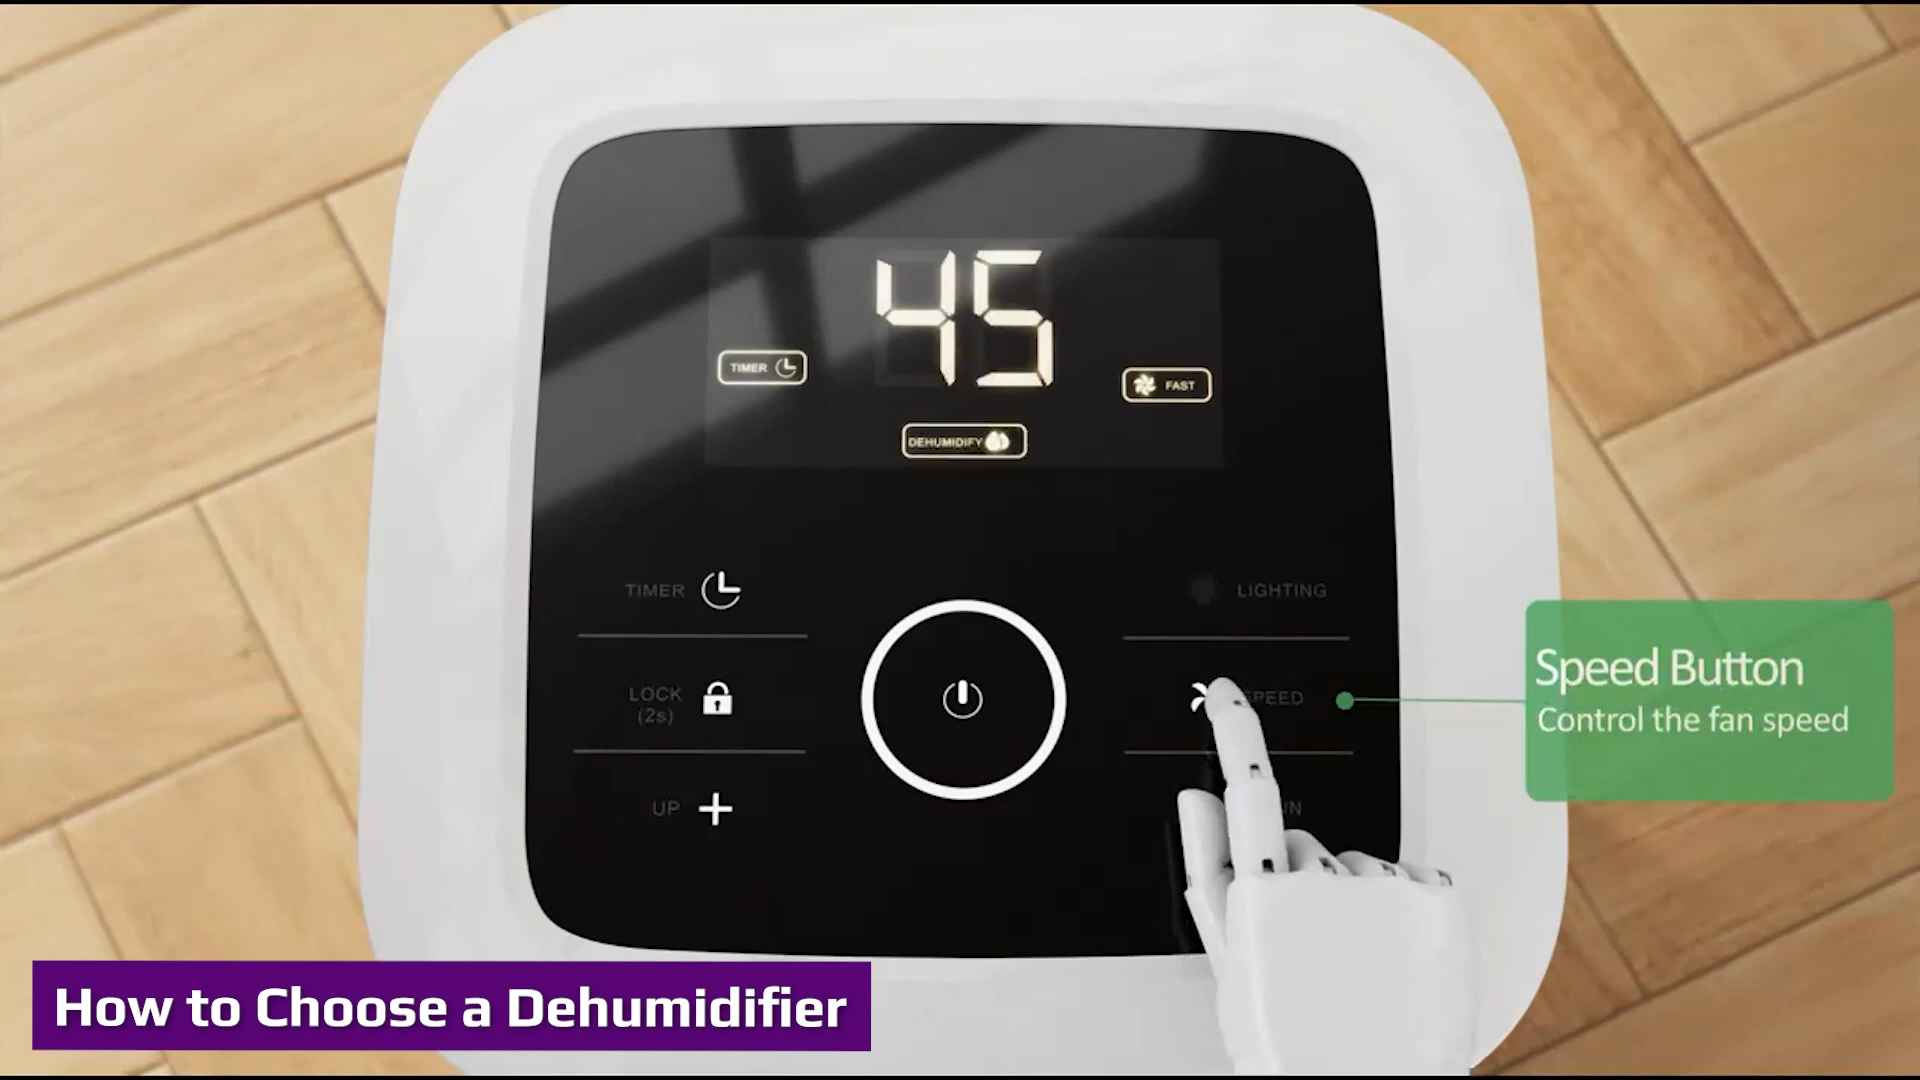 45
TIMER
FAST
DEHUMIDIFY
TIMER
LIGHTING
LOCK
(2s)
SPEED
UP
Speed Button
Control the fan speed
How to Choose a Dehumidifier